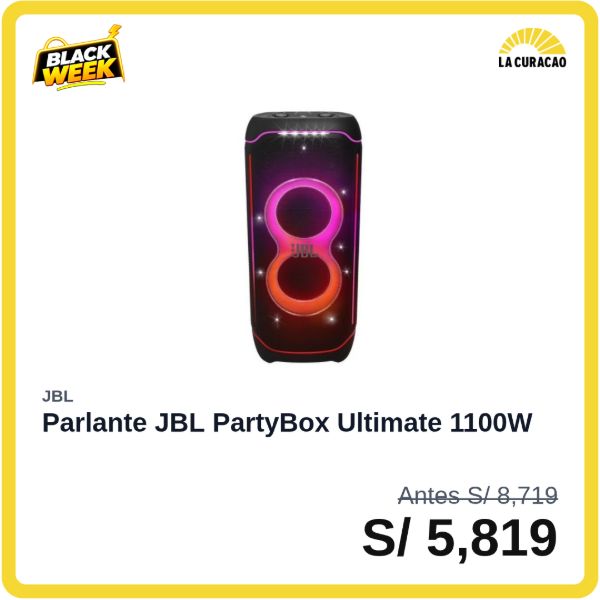 BLACK
WEEK
LA CURACAO
JBL
JBL
Parlante JBL PartyBox Ultimate 1100W
Antes S/ 8,719
S/ 5,819